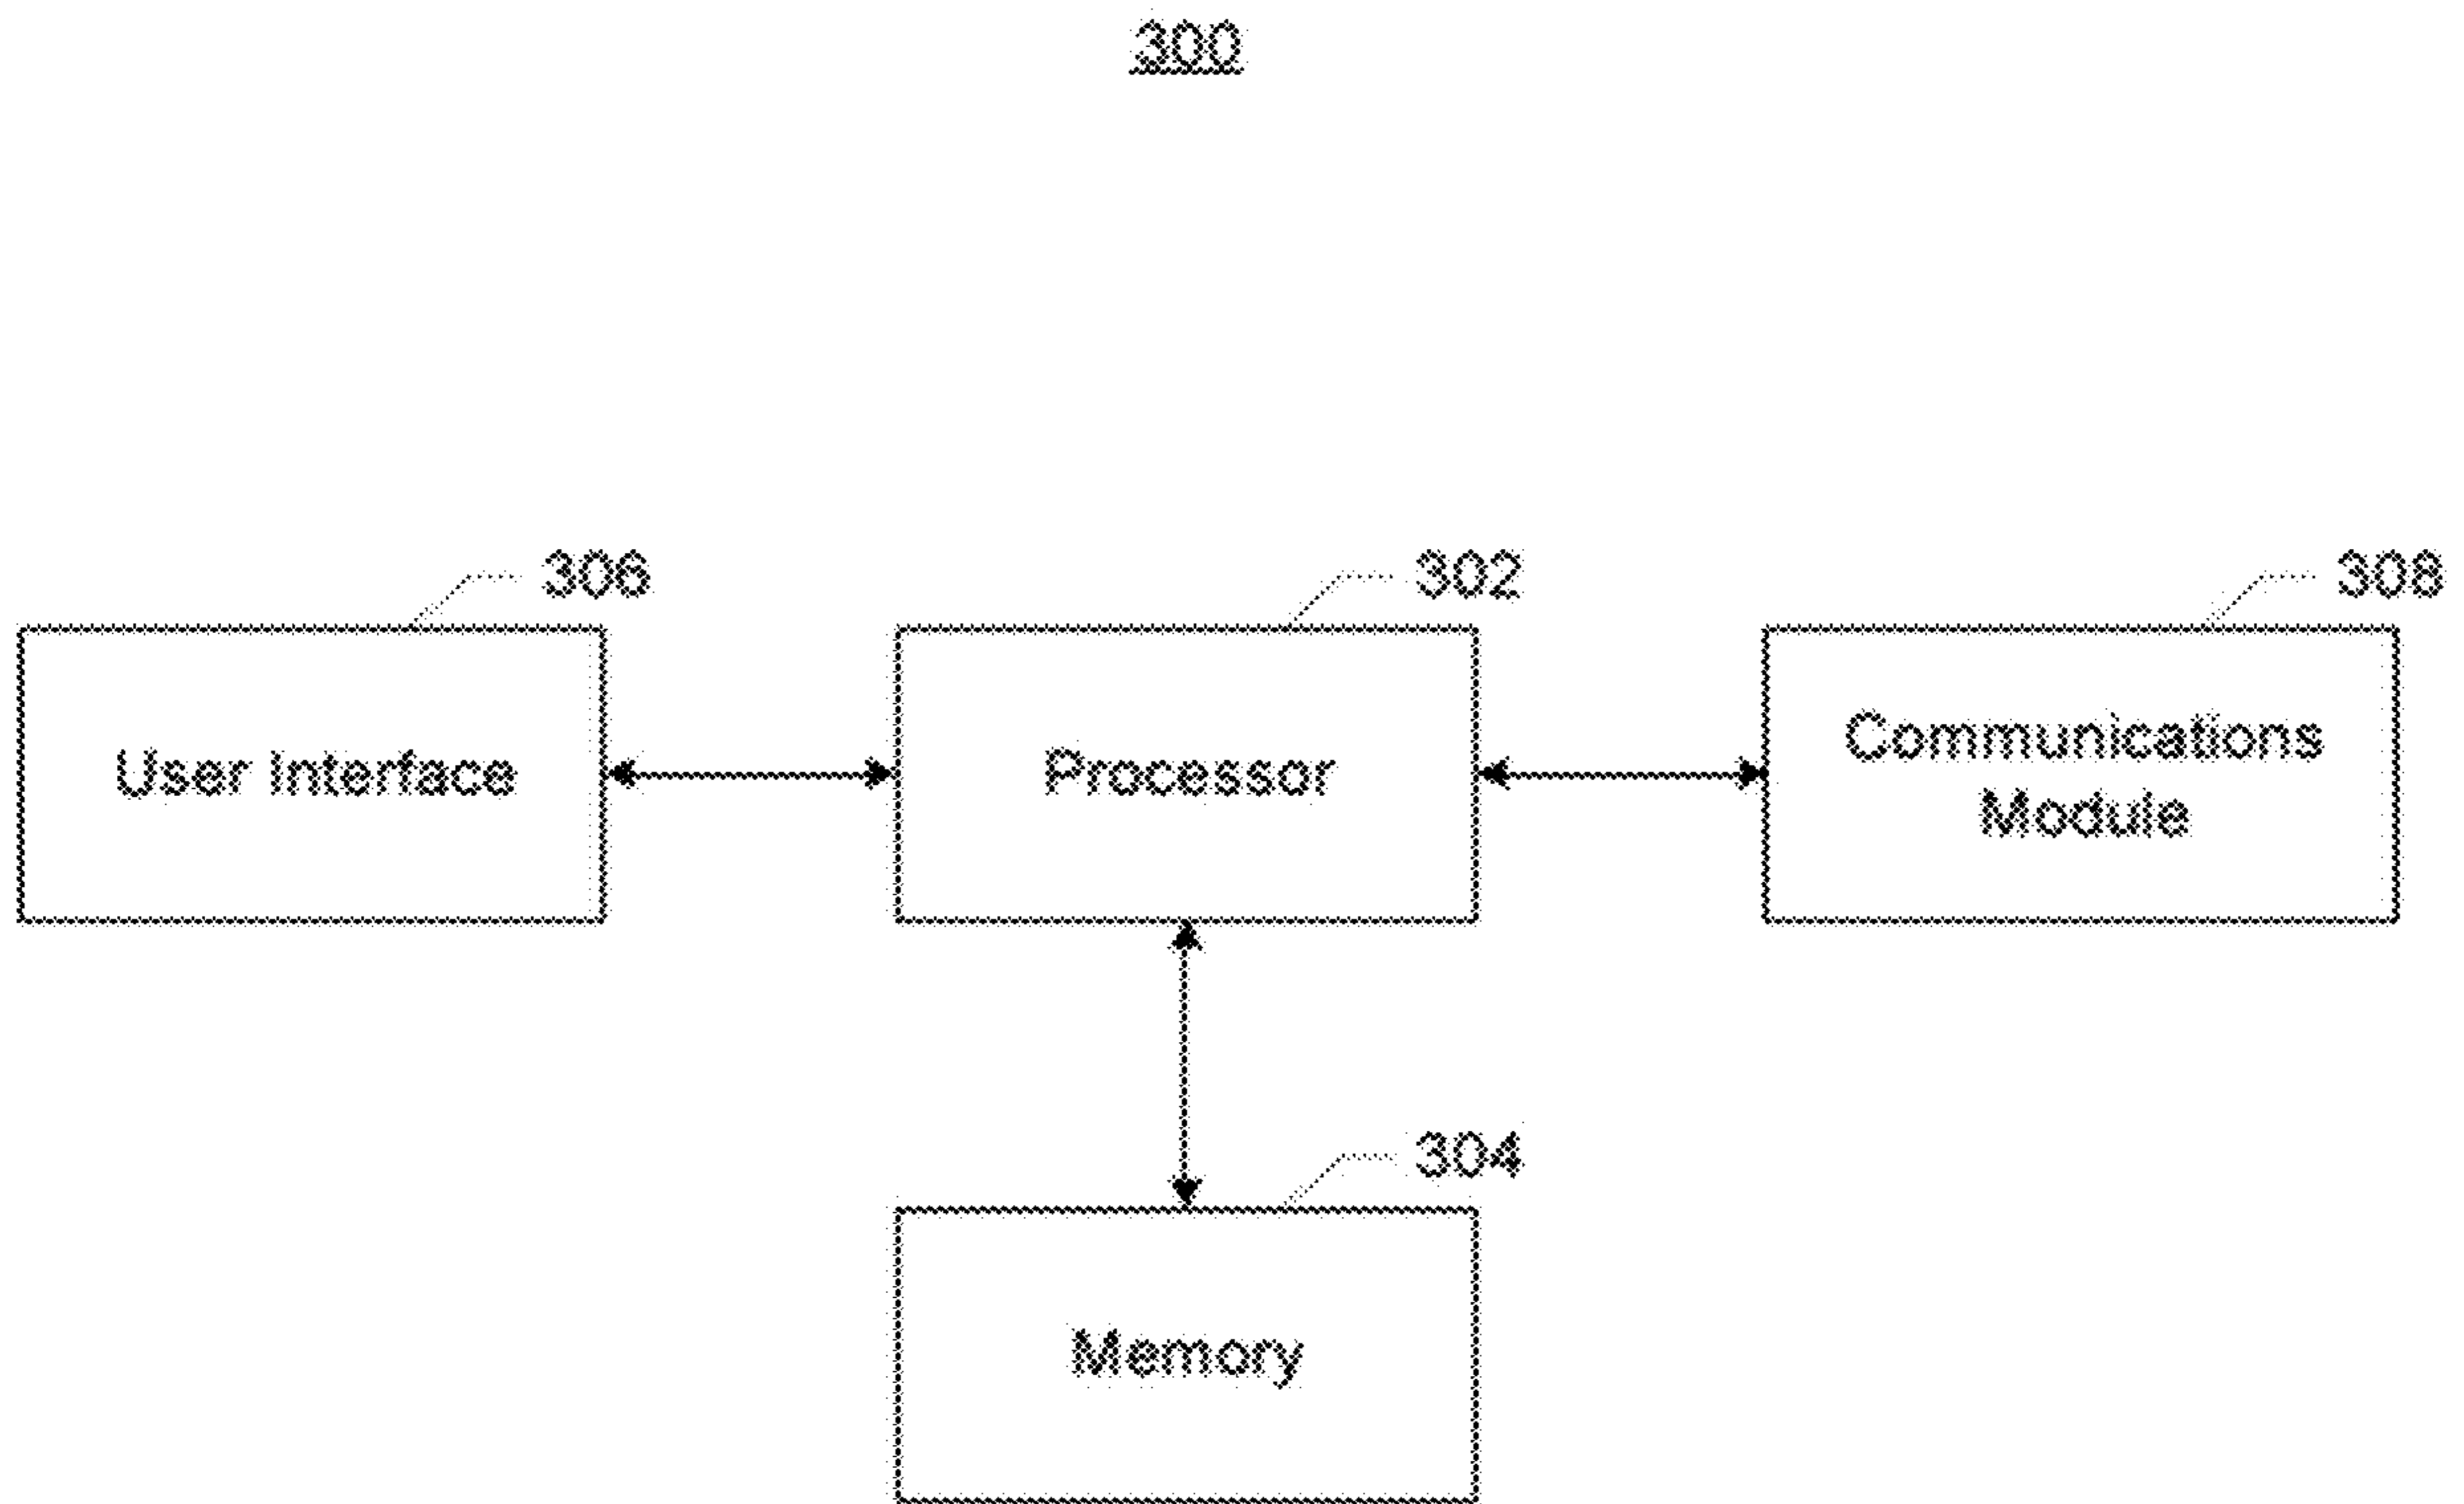 300
306
302
308
User Interface
Processor
Communications
Module
304
Memory